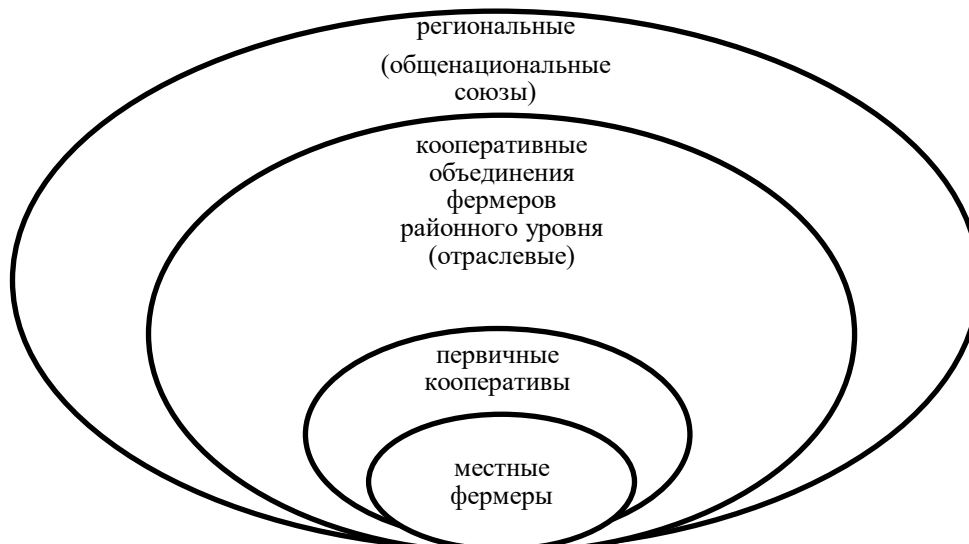 региональные
(общенациональные
союзы)
кооперативные
объединения
фермеров
районного уровня
(отраслевые)
первичные
кооперативы
местные
фермеры